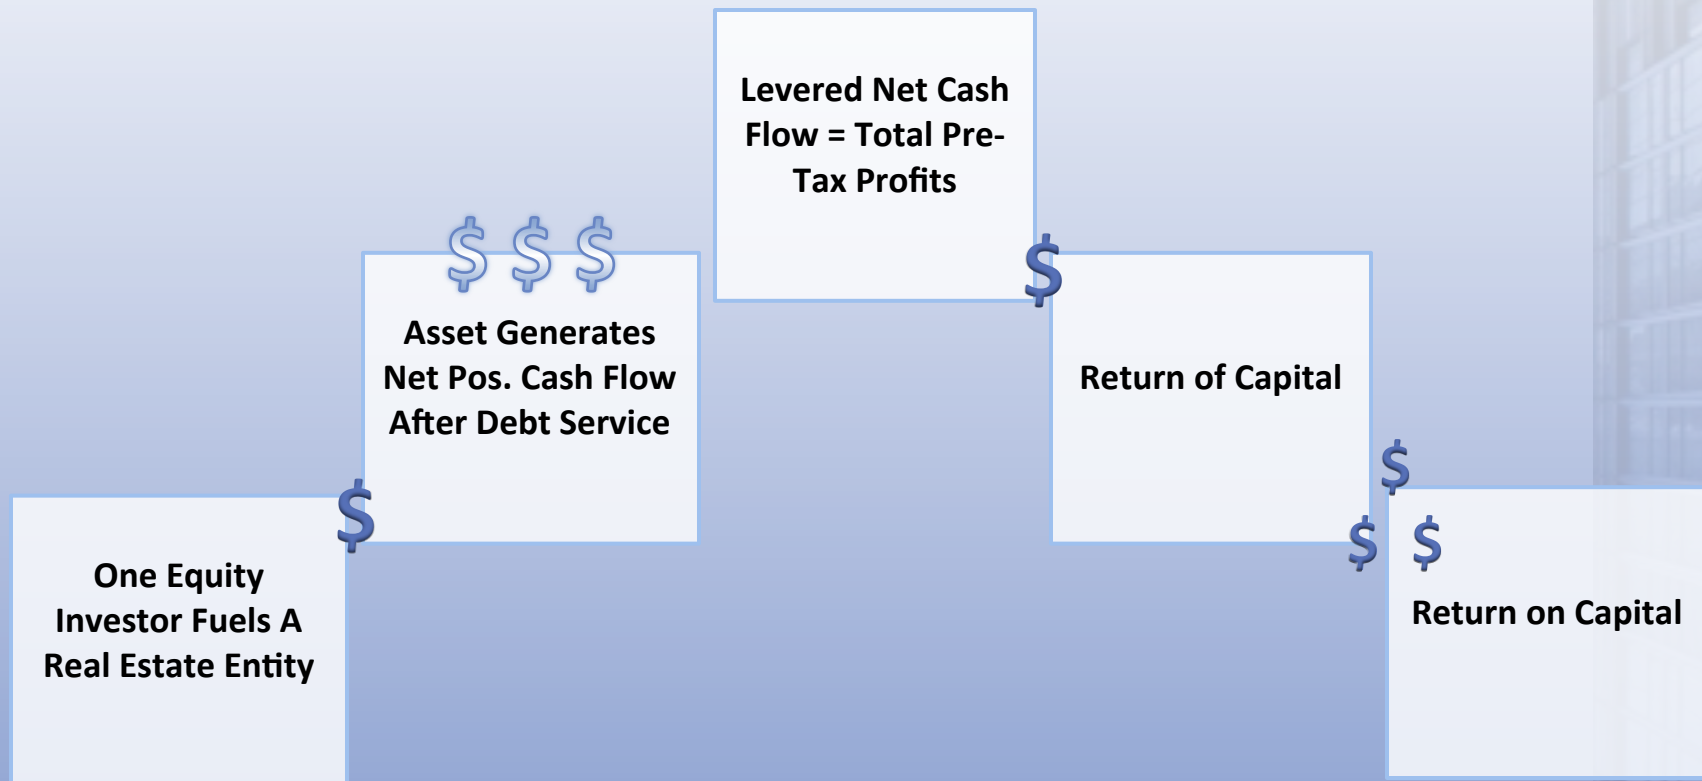 One Equity
Investor Fuels A
Real Estate Entity
$
$ $ $
Asset Generates
Net Pos. Cash Flow
After Debt Service
Levered Net Cash
Flow = Total Pre-
Tax Profits
$
Return of Capital
$
$ $
Return on Capital